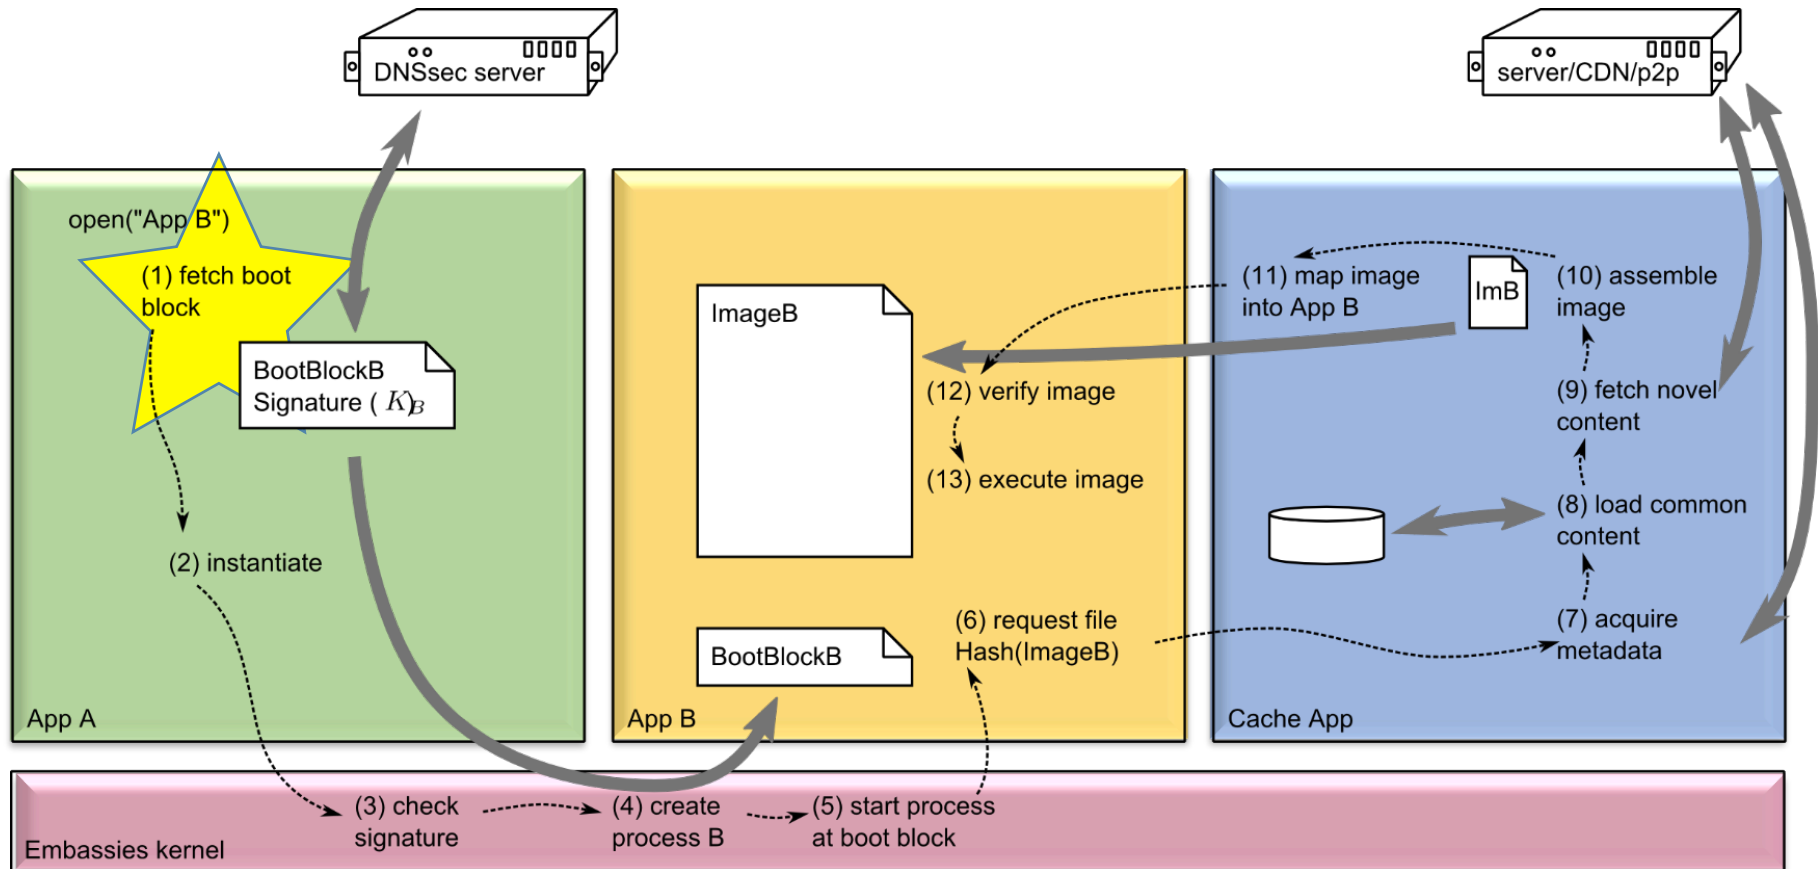 DNSsec server
server/CDN/p2p
open("App B")
(1) fetch boot
block
BootBlockB
Signature ( K)B
(2) instantiate
App A
ImageB
(12) verify image
(13) execute image
(6) request file
Hash(ImageB)
BootBlockB
App B
(11) map image
into App B
ImB
(10) assemble
image
(9) fetch novel
content
(8) load common
content
(7) acquire
metadata
Cache App
(3) check
signature
(4) create
process B
(5) start process
at boot block
Embassies kernel